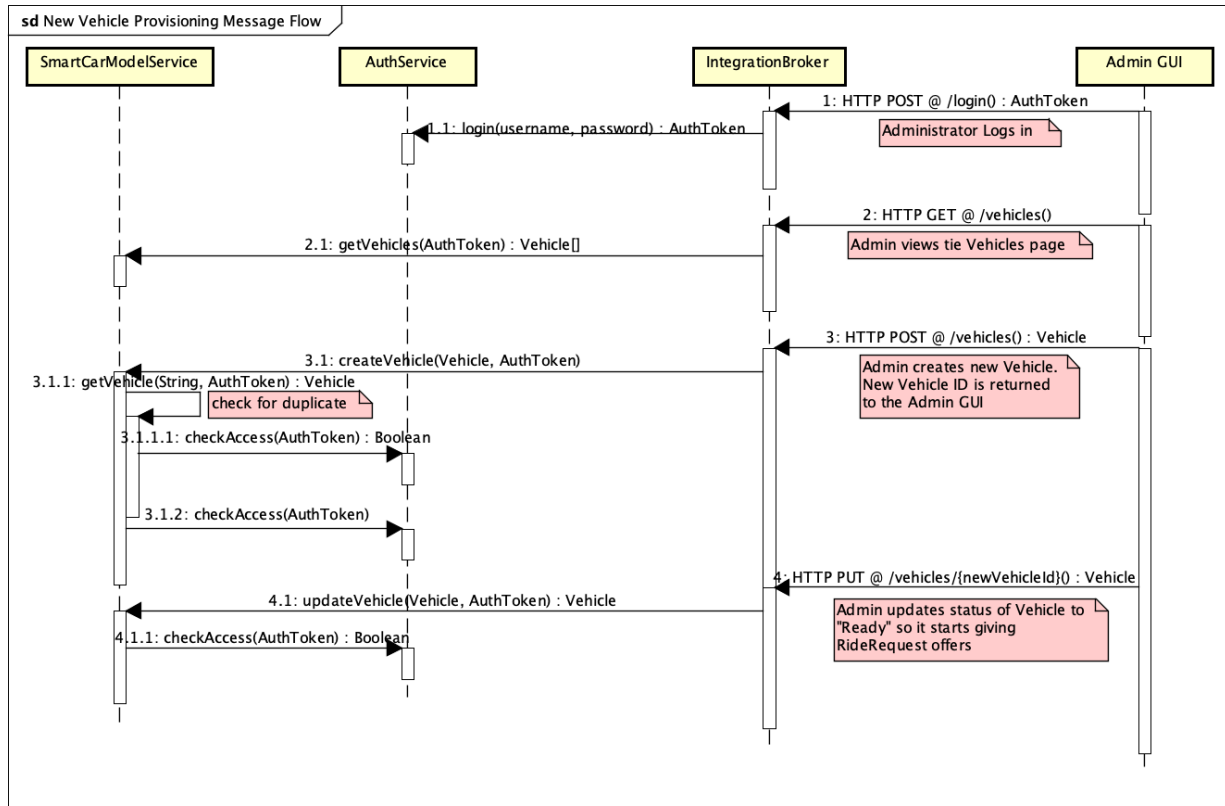 sd New Vehicle Provisioning Message Flow
SmartCarModelService
AuthService
IntegrationBroker
Admin GUI
1: HTTP POST @ /login() : AuthToken
Administrator Logs in
1.1: login(username, password) : AuthToken
2: HTTP GET @ /vehicles()
Admin views tie Vehicles page
2.1: getVehicles(AuthToken) : Vehicle[]
3: HTTP POST @ /vehicles() : Vehicle
Admin creates new Vehicle.
New Vehicle ID is returned
to the Admin GUI
3.1: createVehicle(Vehicle, AuthToken)
3.1.1: getVehicle(String, AuthToken) : Vehicle
check for duplicate
3.1.1.1: checkAccess(AuthToken) : Boolean
3.1.2: checkAccess(AuthToken)
4: HTTP PUT @ /vehicles/{newVehicleId}() : Vehicle
4.1: updateVehicle(Vehicle, AuthToken) : Vehicle
Admin updates status of Vehicle to
"Ready" so it starts giving
RideRequest offers
4.1.1: checkAccess(AuthToken) : Boolean